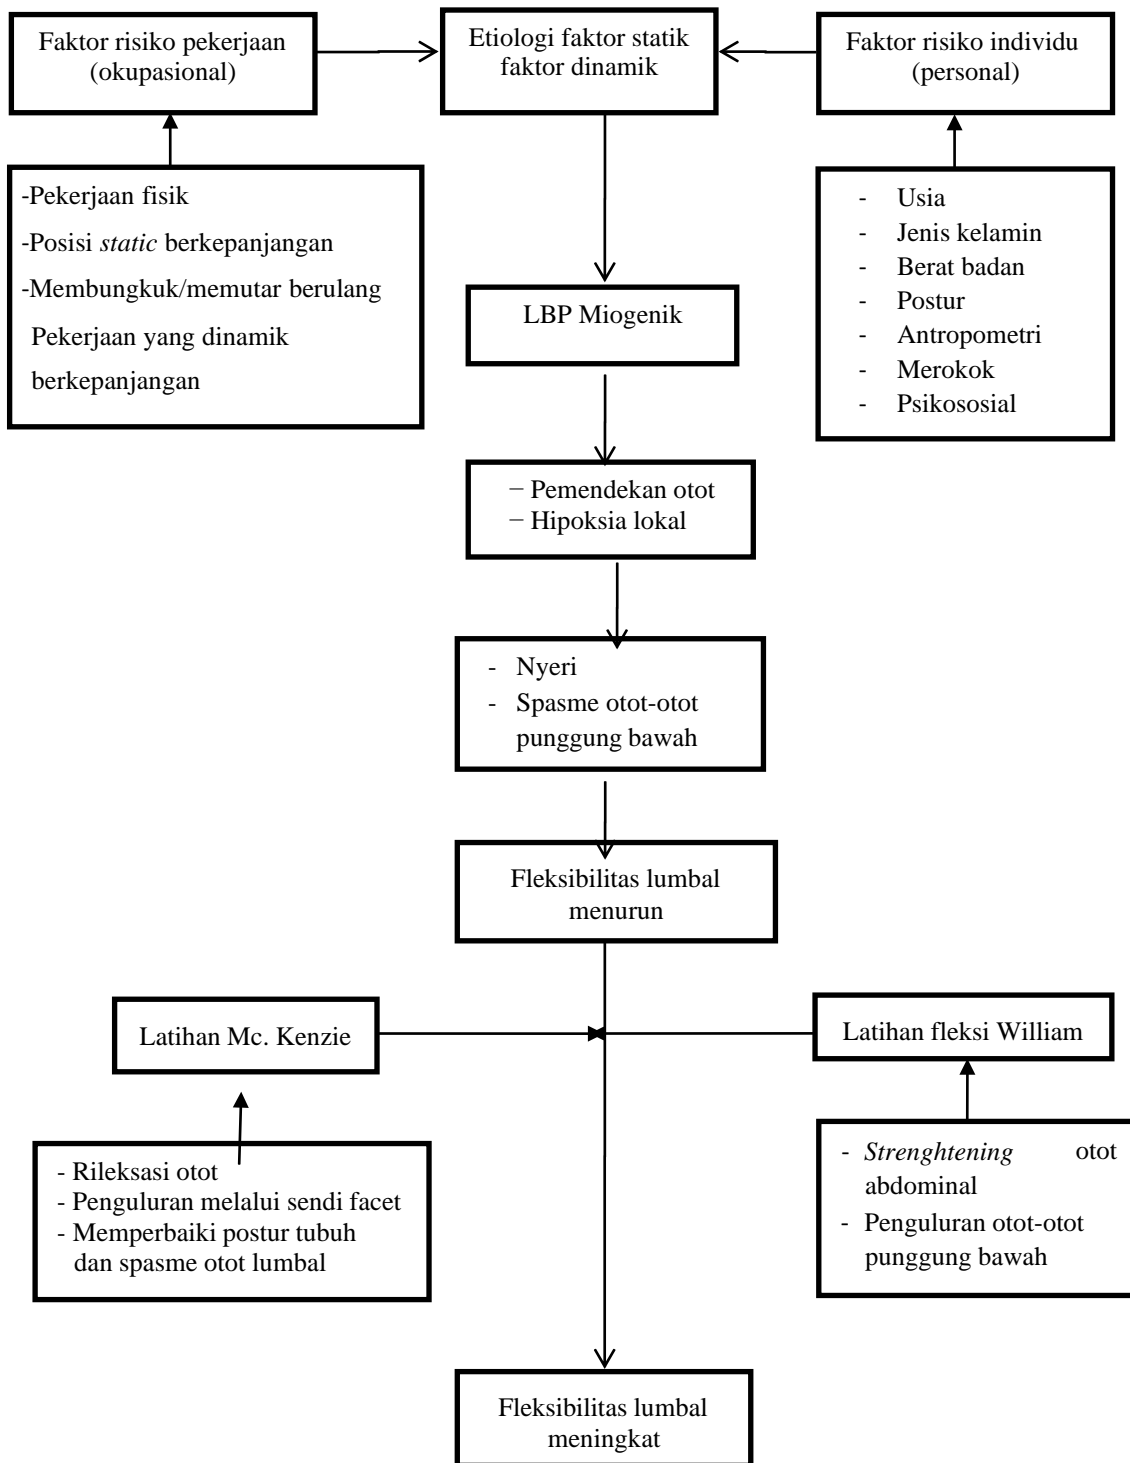 Faktor risiko pekerjaan
(okupasional)
Etiologi faktor statik
faktor dinamik
Faktor risiko individu
(personal)
-Pekerjaan fisik
-Posisi static berkepanjangan
-Membungkuk/memutar berulang
Pekerjaan yang dinamik
berkepanjangan
- Usia
- Jenis kelamin
- Berat badan
- Postur
- Antropometri
- Merokok
- Psikososial
LBP Miogenik
− Pemendekan otot
− Hipoksia lokal
- Nyeri
- Spasme otot-otot
punggung bawah
Fleksibilitas lumbal
menurun
Latihan Mc. Kenzie
Latihan fleksi William
- Rileksasi otot
- Penguluran melalui sendi facet
- Memperbaiki postur tubuh
dan spasme otot lumbal
- Strenghtening otot
abdominal
- Penguluran otot-otot
punggung bawah
Fleksibilitas lumbal
meningkat